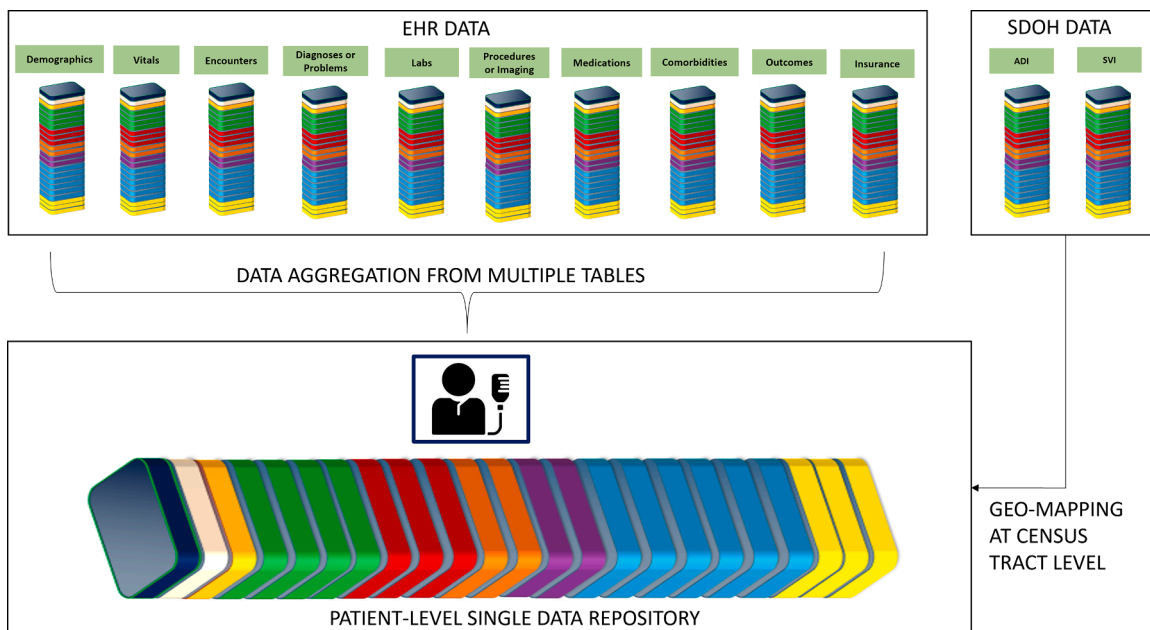 EHR DATA
SDOH DATA
Demographics
Vitals
Encounters
Diagnoses or
Problems
Labs
Procedures
or Imaging
Medications
Comorbidities
Outcomes
Insurance
ADI
SVI
DATA AGGREGATION FROM MULTIPLE TABLES
GEO-MAPPING
AT CENSUS
TRACT LEVEL
PATIENT-LEVEL SINGLE DATA REPOSITORY